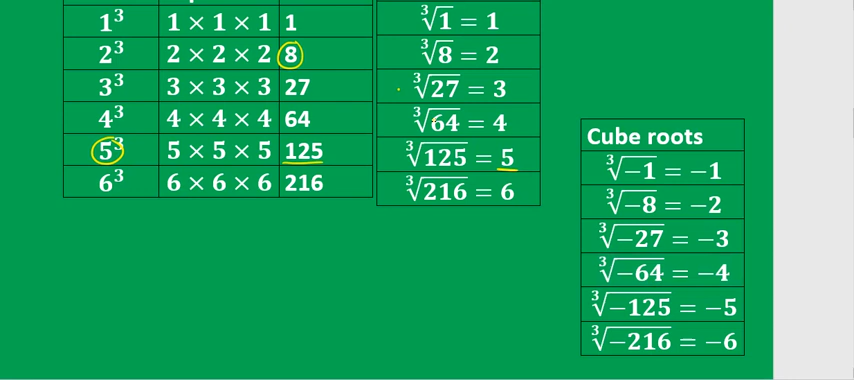 1³ 1 × 1 × 1 1
2³ 2 × 2 × 2 8
3³ 3 × 3 × 3 27
4³ 4 × 4 × 4 64
5³ 5 × 5 × 5 125
6³ 6 × 6 × 6 216
∛1 = 1
∛8 = 2
∛27 = 3
∛64 = 4
∛125 = 5
∛216 = 6
Cube roots
∛−1 = −1
∛−8 = −2
∛−27 = −3
∛−64 = −4
∛−125 = −5
∛−216 = −6